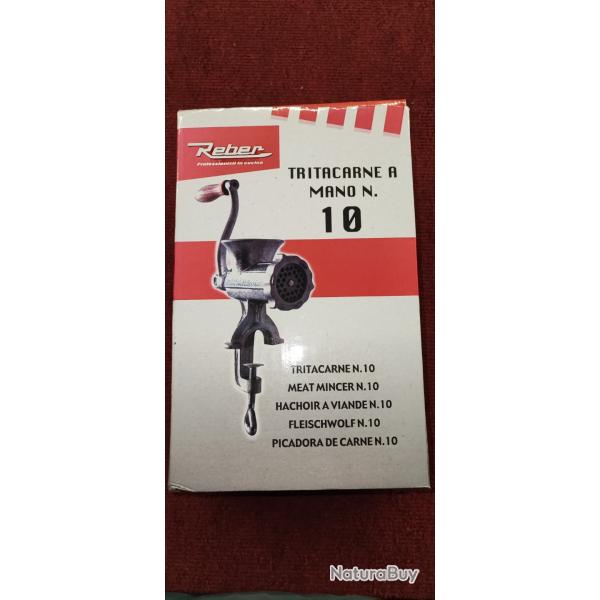 Reber
Professionisti in cucina
TRITACARNE A
MANO N.
10
TRITACARNE N.10
MEAT MINCER N.10
HACHOIR A VIANDE N.10
FLEISCHWOLF N.10
PICADORA DE CARNE N.10
NaturaBuy